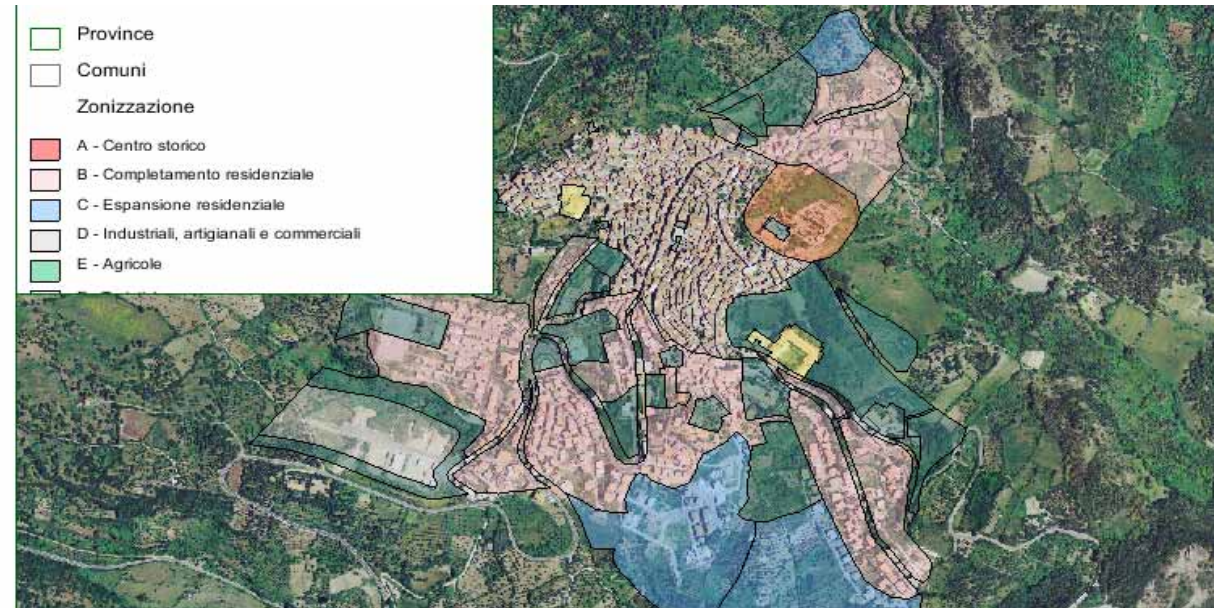 Province
Comuni
Zonizzazione
A - Centro storico
B - Completamento residenziale
C - Espansione residenziale
D - Industriali, artigianali e commerciali
E - Agricole